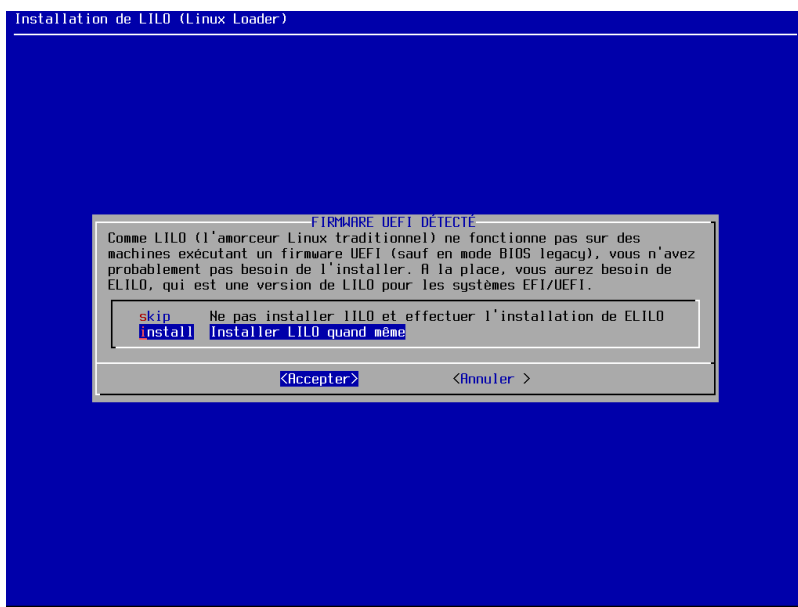 Installation de LILO (Linux Loader)
FIRMWARE UEFI DÉTECTÉ
Comme LILO (l'amorceur Linux traditionnel) ne fonctionne pas sur des
machines exécutant un firmware UEFI (sauf en mode BIOS legacy), vous n'avez
probablement pas besoin de l'installer. A la place, vous aurez besoin de
ELILO, qui est une version de LILO pour les systèmes EFI/UEFI.
skip Ne pas installer lILO et effectuer l'installation de ELILO
install Installer LILO quand même
<Accepter> <Annuler >